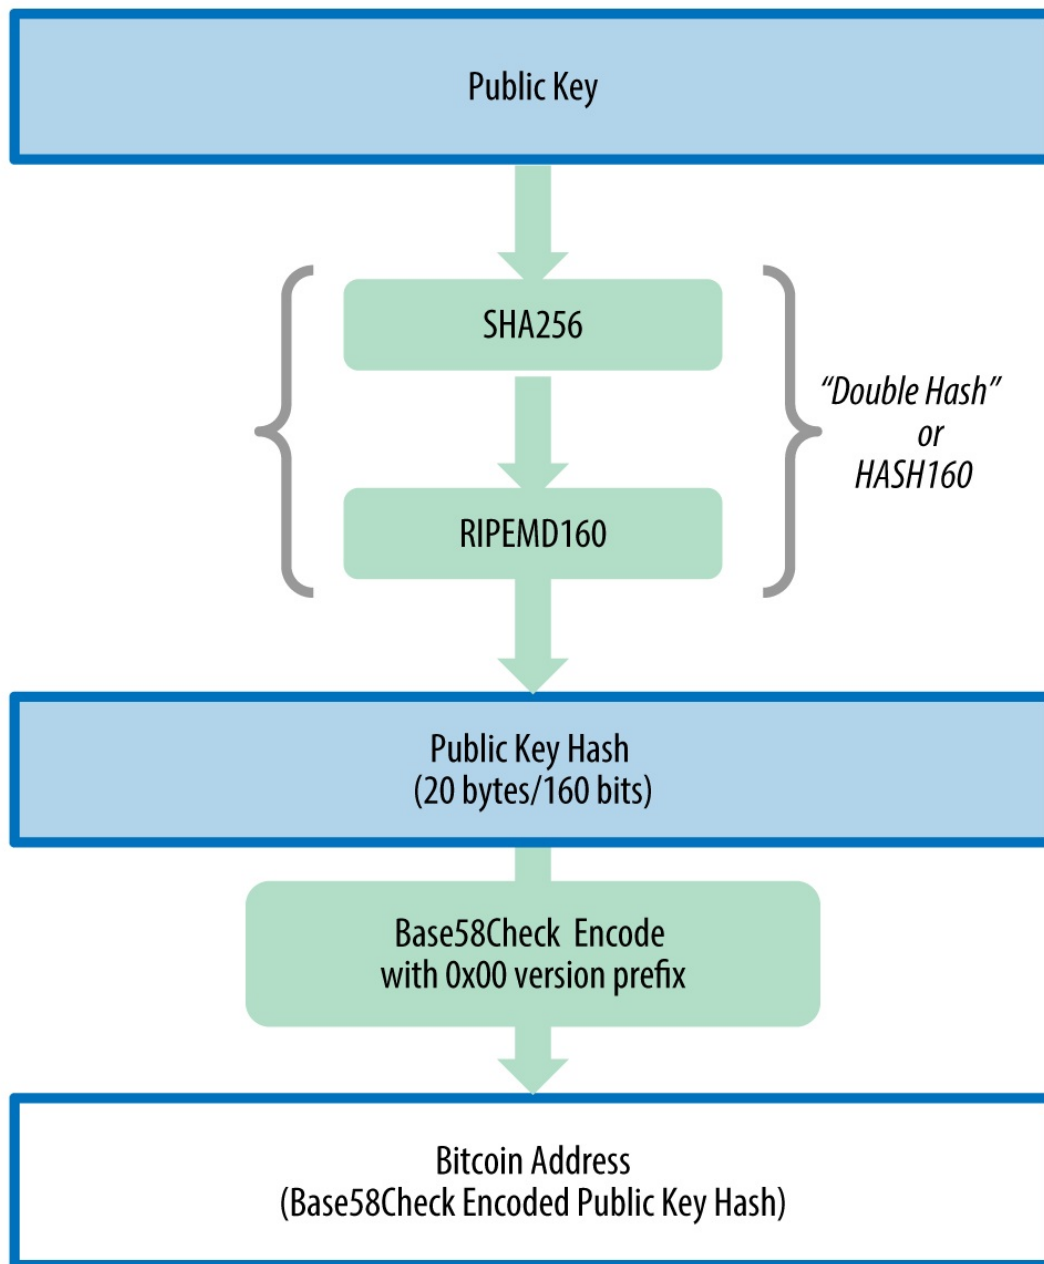 Public Key
SHA256
“Double Hash”
or
HASH160
RIPEMD160
Public Key Hash
(20 bytes/160 bits)
Base58Check Encode
with 0x00 version prefix
Bitcoin Address
(Base58Check Encoded Public Key Hash)